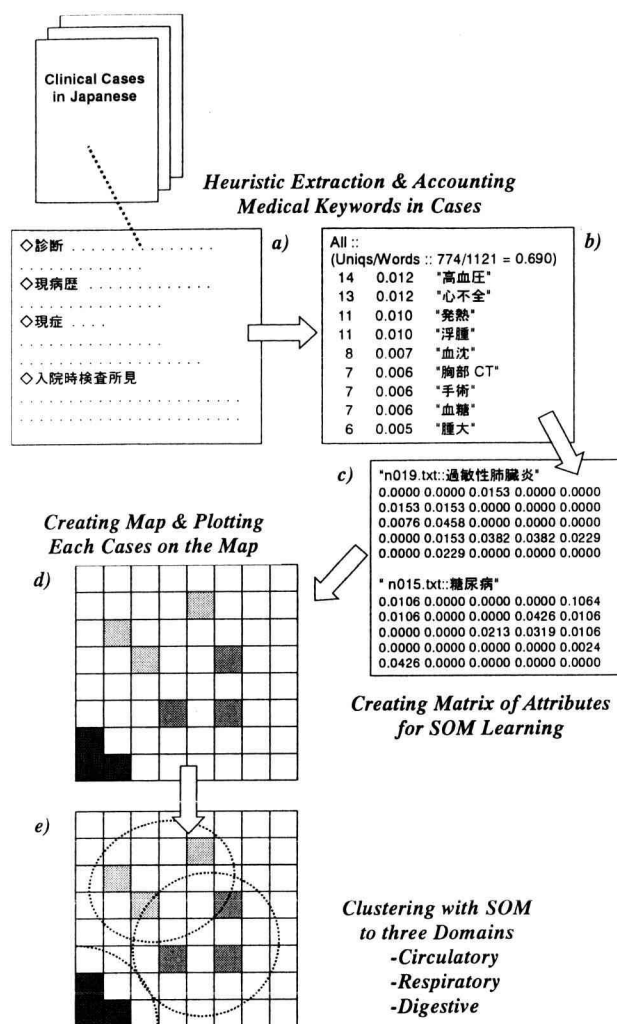 Clinical Cases
in Japanese
Heuristic Extraction & Accounting
Medical Keywords in Cases
a)
◇診断 . . . . . . . . . . . . . . .
. . . . . . . . . . . . .
◇現病歴 . . . . . . . . . . . . .
. . . . . . . . . . . .
◇現症 . . . .
. . . . . . . . . . . . . . .
. . . . . . . . . . . . . . . . . . .
◇入院時検査所見
. . . . . . . . . . . . . . . . . . . . . . .
. . . . . . . . . . . . . . . . . . . . . . .
b)
All ::
(Uniqs/Words :: 774/1121 = 0.690)
14 0.012 "高血圧"
13 0.012 "心不全"
11 0.010 "発熱"
11 0.010 "浮腫"
8 0.007 "血沈"
7 0.006 "胸部 CT"
7 0.006 "手術"
7 0.006 "血糖"
6 0.005 "腫大"
c)
"n019.txt::過敏性肺臓炎"
0.0000 0.0000 0.0153 0.0000 0.0000
0.0153 0.0153 0.0000 0.0000 0.0000
0.0076 0.0458 0.0000 0.0000 0.0000
0.0000 0.0153 0.0382 0.0382 0.0229
0.0000 0.0229 0.0000 0.0000 0.0000
" n015.txt::糖尿病"
0.0106 0.0000 0.0000 0.0000 0.1064
0.0106 0.0000 0.0000 0.0426 0.0106
0.0000 0.0000 0.0213 0.0319 0.0106
0.0000 0.0000 0.0000 0.0000 0.0024
0.0426 0.0000 0.0000 0.0000 0.0000
Creating Matrix of Attributes
for SOM Learning
Creating Map & Plotting
Each Cases on the Map
d)
e)
Clustering with SOM
to three Domains
-Circulatory
-Respiratory
-Digestive